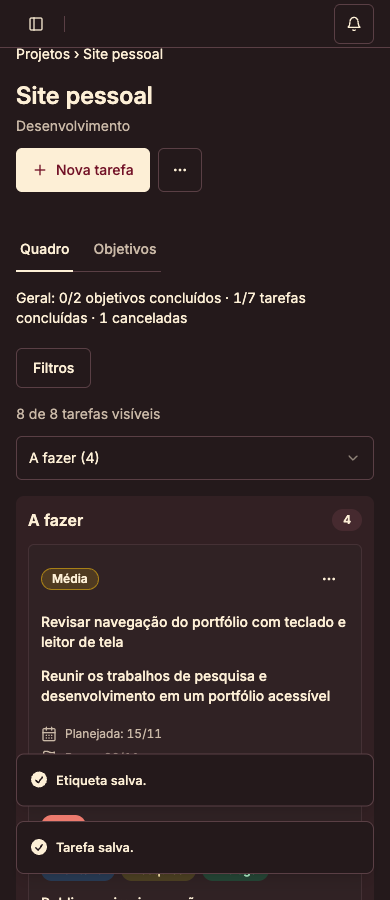 Projetos › Site pessoal
Site pessoal
Desenvolvimento
Nova tarefa
Quadro
Objetivos
Geral: 0/2 objetivos concluídos · 1/7 tarefas
concluídas · 1 canceladas
Filtros
8 de 8 tarefas visíveis
A fazer (4)
A fazer
4
Média
Revisar navegação do portfólio com teclado e
leitor de tela
Reunir os trabalhos de pesquisa e
desenvolvimento em um portfólio acessível
Planejada: 15/11
Etiqueta salva.
Tarefa salva.